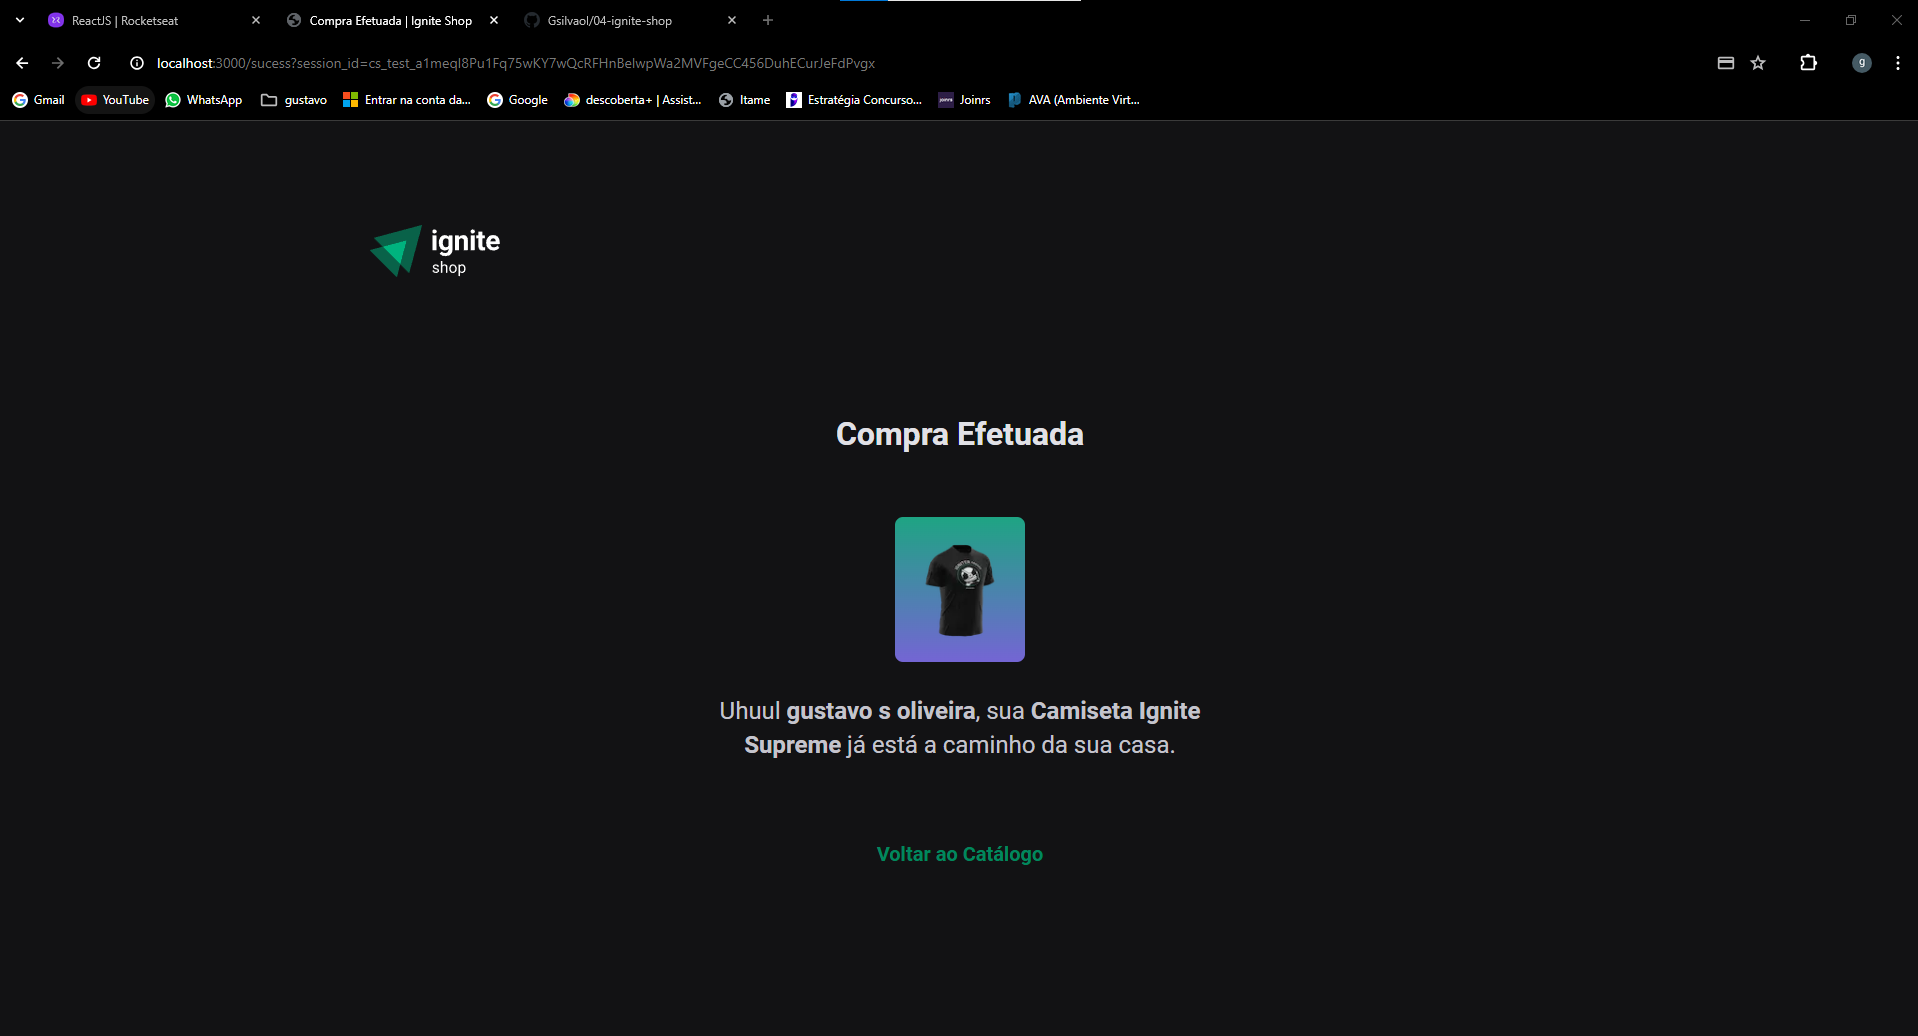 ReactJS | Rocketseat
Compra Efetuada | Ignite Shop
Gsilvaol/04-ignite-shop
localhost:3000/sucess?session_id=cs_test_a1meqI8Pu1Fq75wKY7wQcRFHnBelwpWa2MVFgeCC456DuhECurJeFdPvgx
g
Gmail
YouTube
WhatsApp
gustavo
Entrar na conta da...
Google
descoberta+ | Assist...
Itame
Estratégia Concurso...
Joinrs
AVA (Ambiente Virt...
ignite
shop
Compra Efetuada
Uhuul gustavo s oliveira, sua Camiseta Ignite
Supreme já está a caminho da sua casa.
Voltar ao Catálogo